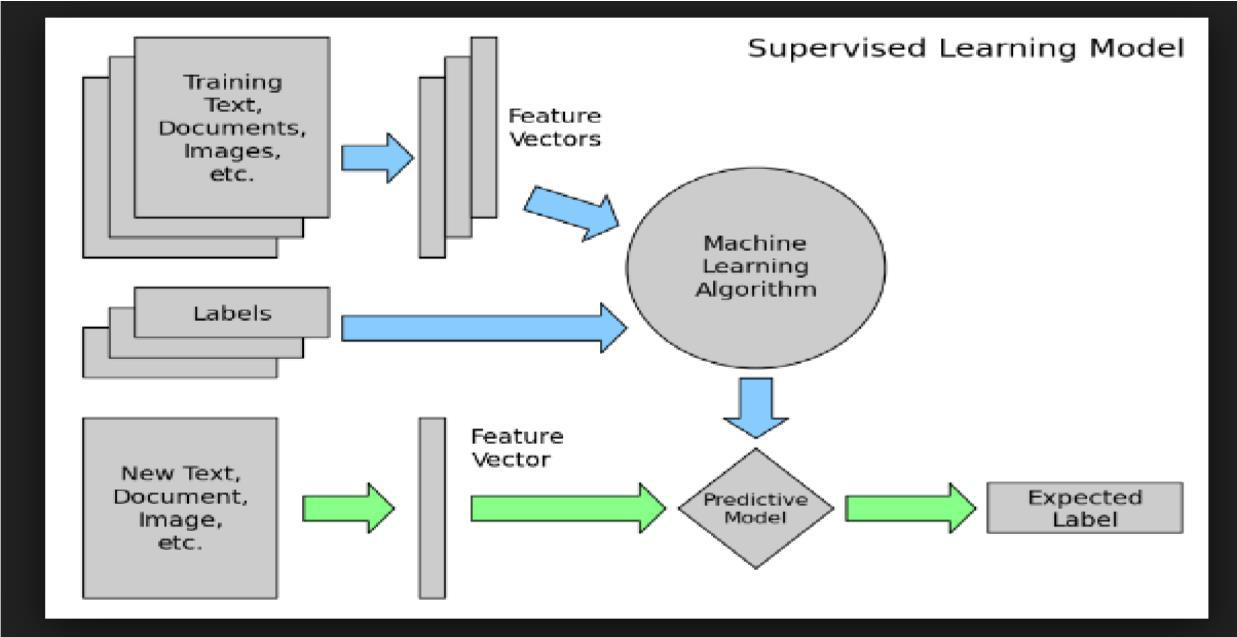 Supervised Learning Model
Training
Text,
Documents,
Images,
etc.
Feature
Vectors
Machine
Learning
Algorithm
Labels
New Text,
Document,
Image,
etc.
Feature
Vector
Predictive
Model
Expected
Label